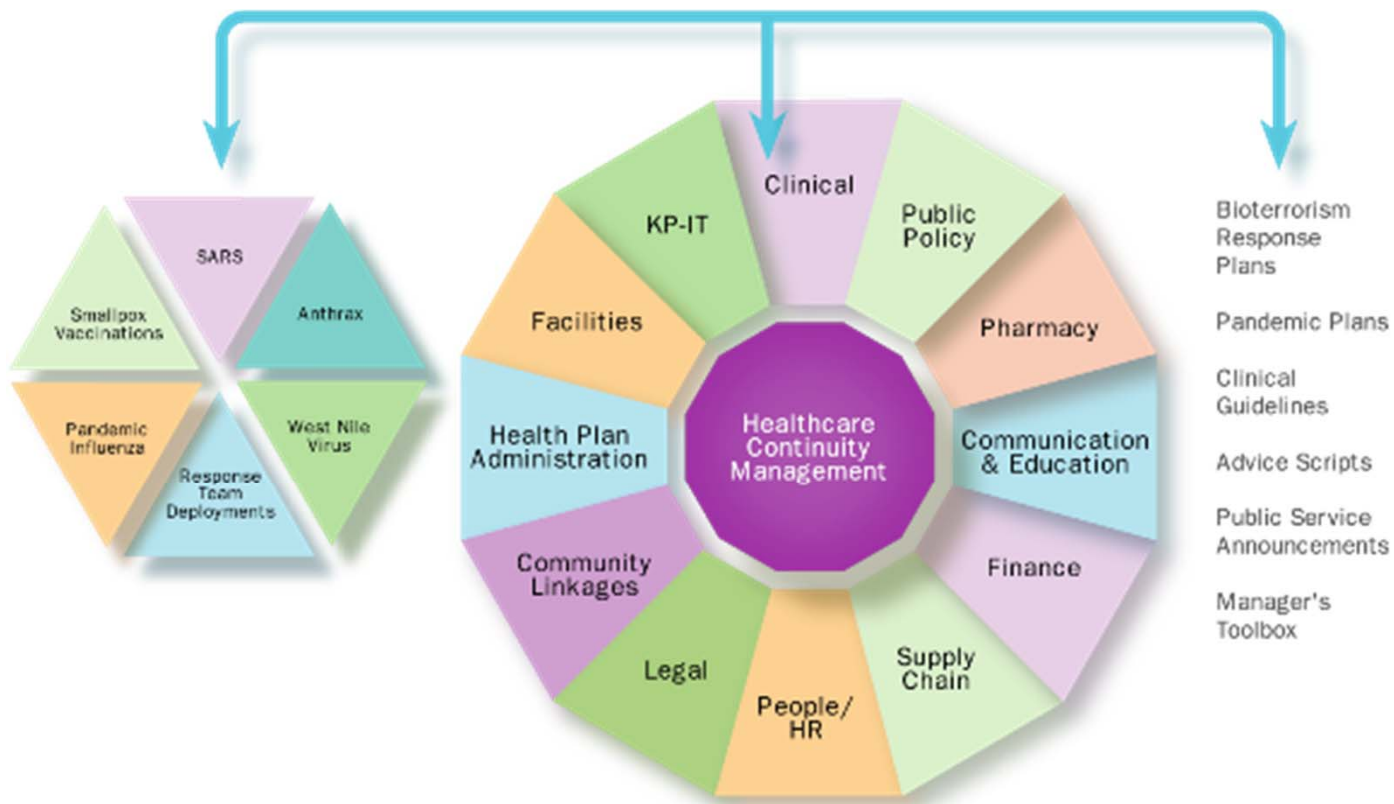 SARS
Anthrax
West Nile
Virus
Response
Team
Deployments
Pandemic
Influenza
Smallpox
Vaccinations
Clinical
Public
Policy
Pharmacy
Communication
& Education
Finance
Supply
Chain
People/
HR
Legal
Community
Linkages
Health Plan
Administration
Facilities
KP-IT
Healthcare
Continuity
Management
Bioterrorism
Response
Plans
Pandemic Plans
Clinical
Guidelines
Advice Scripts
Public Service
Announcements
Manager's
Toolbox